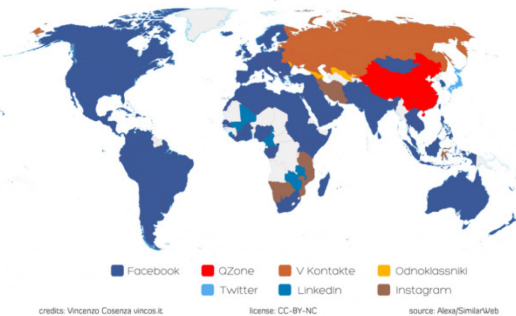 Facebook QZone V Kontakte Odnoklassniki
Twitter Linkedin Instagram
credits: Vincenzo Cosenza vincos.it license: CC-BY-NC source: Alexa/SimilarWeb